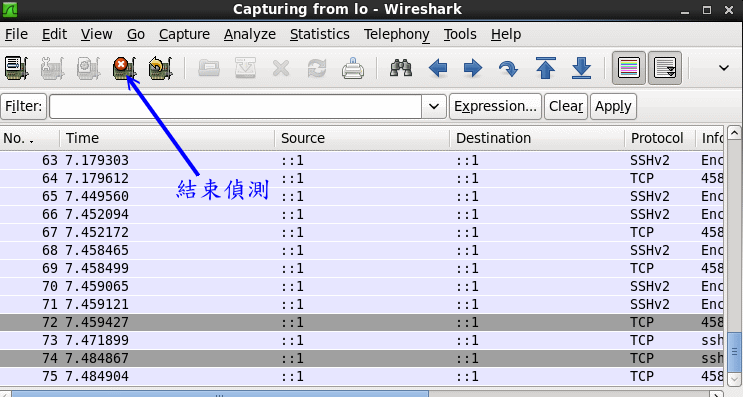 Capturing from lo - Wireshark
File Edit View Go Capture Analyze Statistics Telephony Tools Help
Filter: Expression... Clear Apply
No. Time Source Destination Protocol Info
63 7.179303 ::1 ::1 SSHv2 Enc
64 7.179612 ::1 ::1 TCP 458
65 7.449560 ::1 ::1 SSHv2 Enc
66 7.452094 ::1 ::1 SSHv2 Enc
67 7.452172 ::1 ::1 TCP 458
68 7.458465 ::1 ::1 SSHv2 Enc
69 7.458499 ::1 ::1 TCP 458
70 7.459065 ::1 ::1 SSHv2 Enc
71 7.459121 ::1 ::1 SSHv2 Enc
72 7.459427 ::1 ::1 TCP 458
73 7.471899 ::1 ::1 TCP ssh
74 7.484867 ::1 ::1 TCP ssh
75 7.484904 ::1 ::1 TCP 458
結束偵測